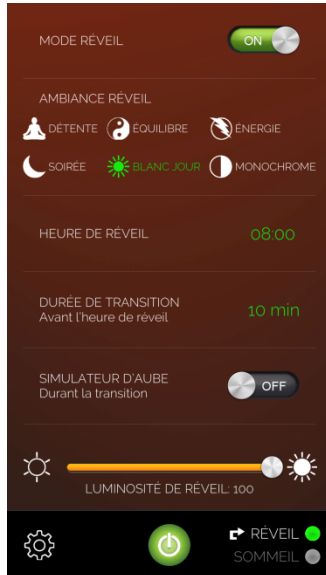 MODE RÉVEIL
ON
AMBIANCE RÉVEIL
DÉTENTE ÉQUILIBRE ÉNERGIE
SOIRÉE BLANC JOUR MONOCHROME
HEURE DE RÉVEIL 08:00
DURÉE DE TRANSITION
Avant l'heure de réveil
10 min
SIMULATEUR D'AUBE
Durant la transition
OFF
LUMINOSITÉ DE RÉVEIL: 100
RÉVEIL
SOMMEIL